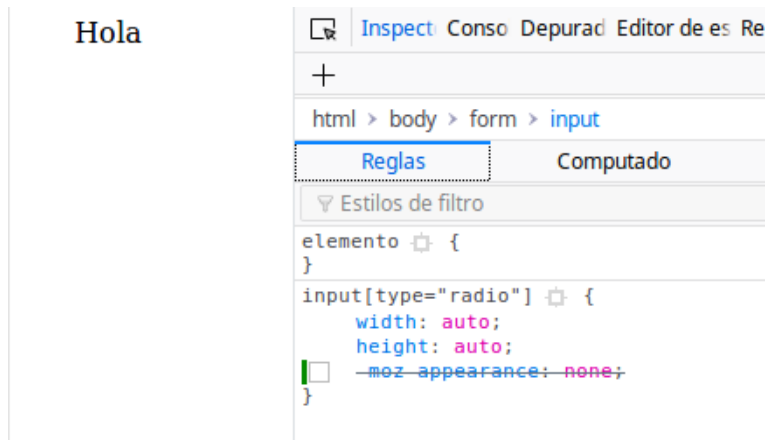 Hola
Inspect Conso Depurad Editor de es Re
+
html > body > form > input
Reglas Computado
Estilos de filtro
elemento {
}
input[type="radio"] {
width: auto;
height: auto;
-moz-appearance: none;
}